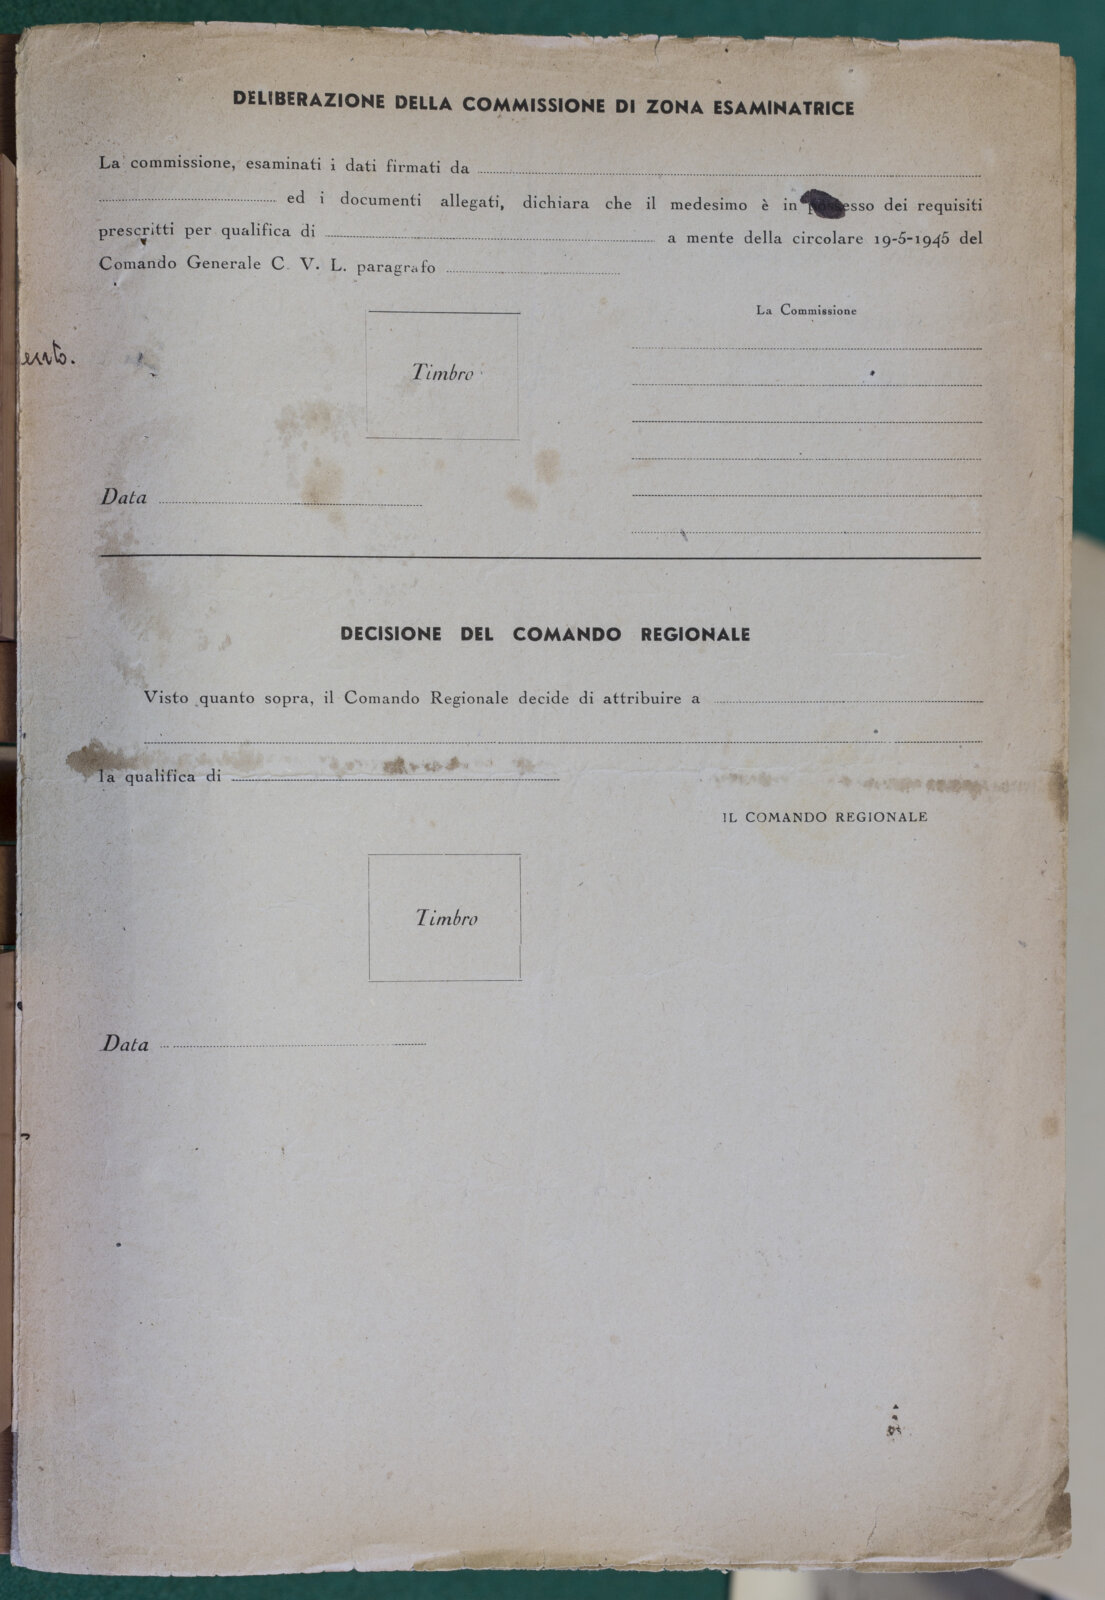 DELIBERAZIONE DELLA COMMISSIONE DI ZONA ESAMINATRICE
La commissione, esaminati i dati firmati da
ed i documenti allegati, dichiara che il medesimo è in possesso dei requisiti
prescritti per qualifica di a mente della circolare 19-5-1945 del
Comando Generale C. V. L. paragrafo
La Commissione
Timbro
Data
DECISIONE DEL COMANDO REGIONALE
Visto quanto sopra, il Comando Regionale decide di attribuire a
la qualifica di
IL COMANDO REGIONALE
Timbro
Data